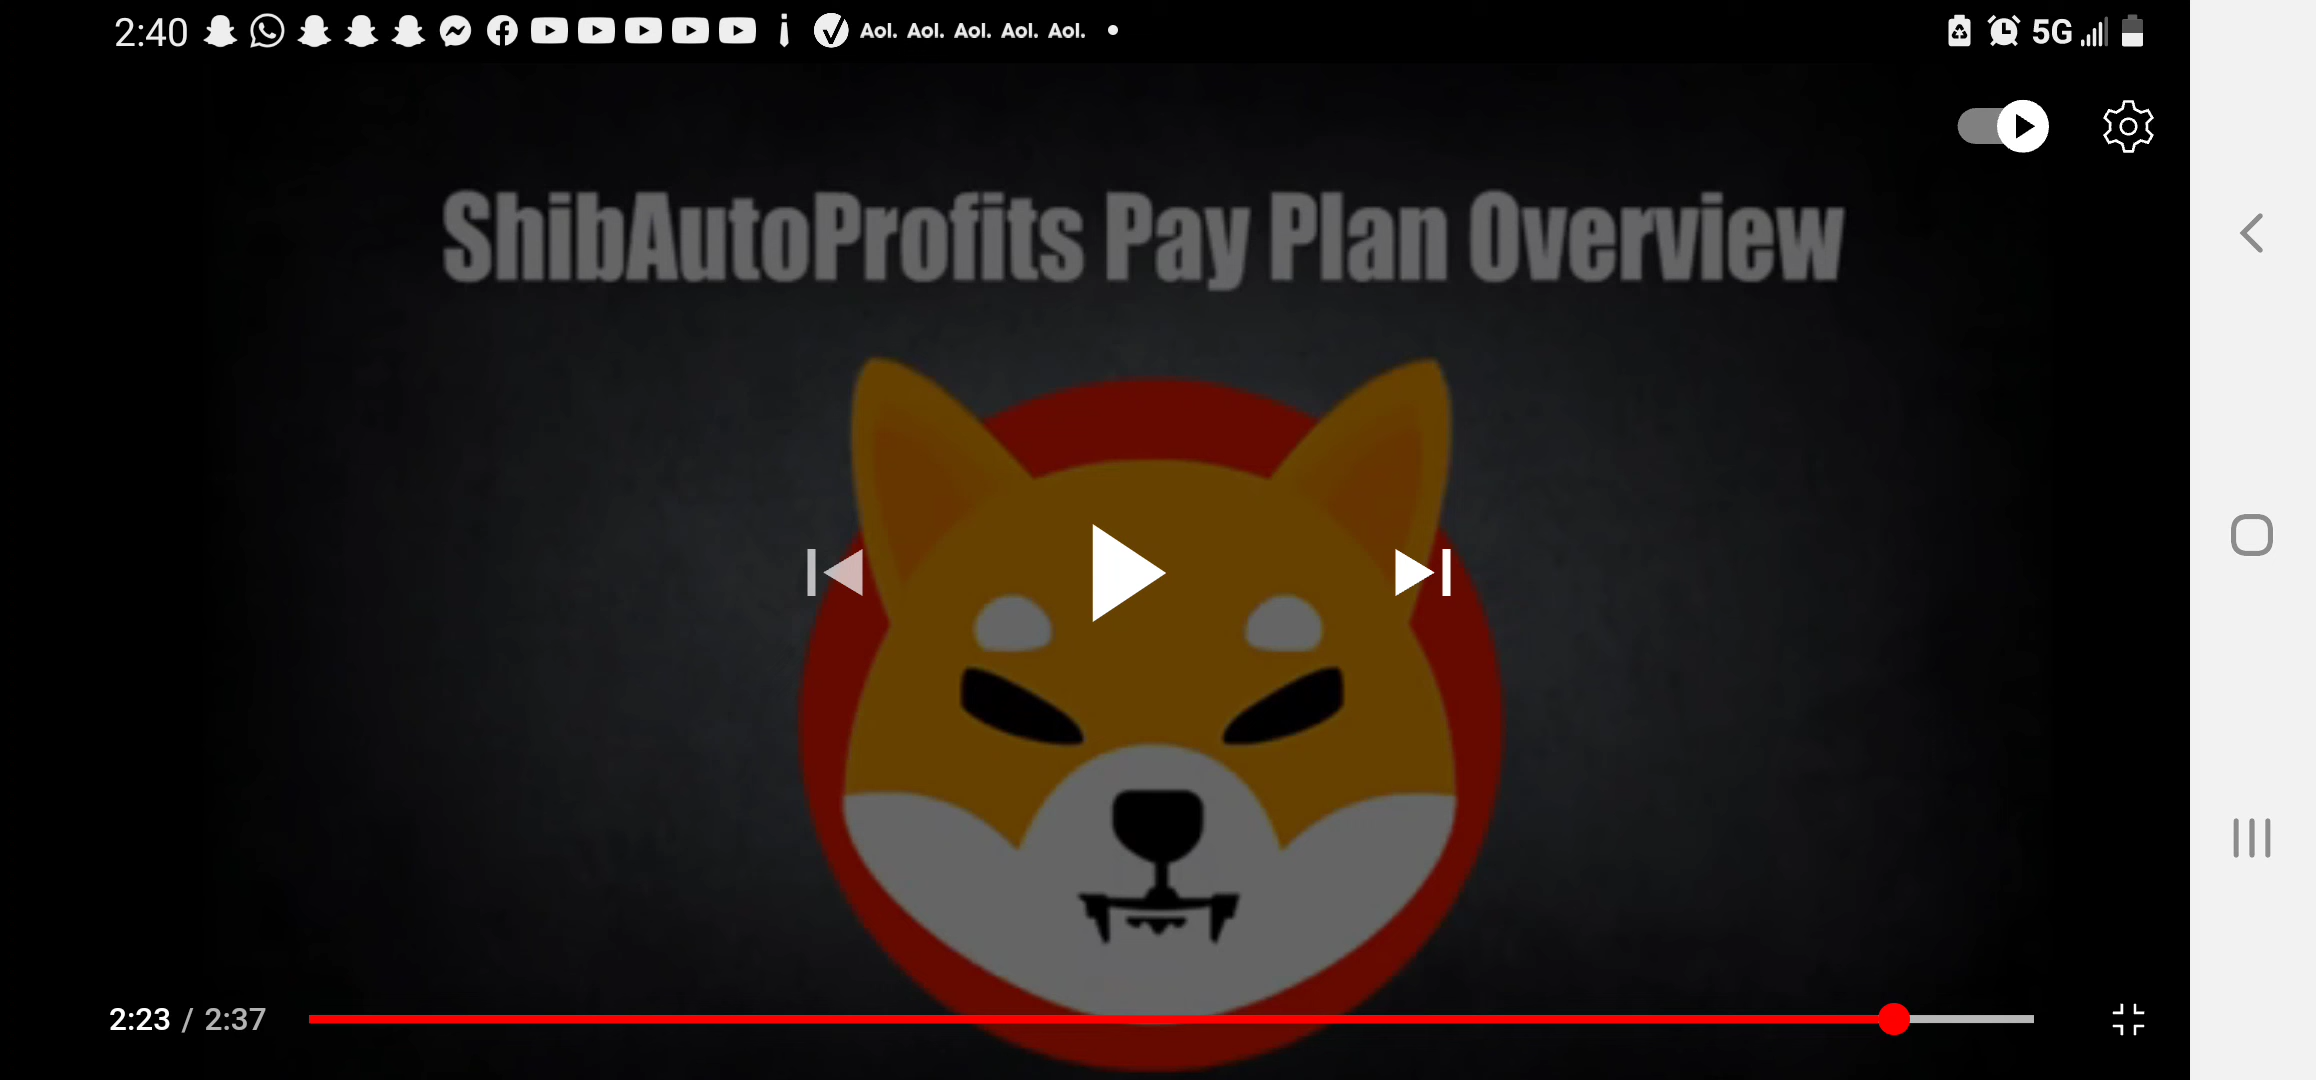 2:40 Aol. Aol. Aol. Aol. Aol. 5G
ShibAutoProfits Pay Plan Overview
2:23 / 2:37